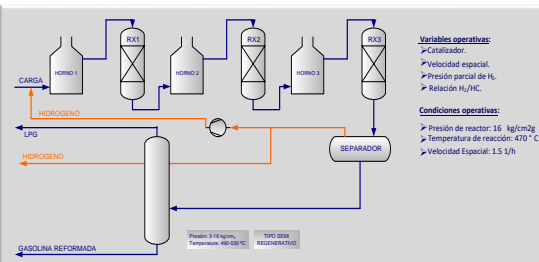 RX1
RX2
RX3
HORNO 1
HORNO 2
HORNO 3
CARGA
HIDROGENO
LPG
HIDROGENO
SEPARADOR
GASOLINA REFORMADA
Presión: 3-16 kg/cm2
Temperatura: 490-530 ºC
TIPO SEMI
REGENERATIVO
Variables operativas:
➢Catalizador.
➢Velocidad espacial.
➢Presión parcial de H₂.
➢Relación H₂/HC.
Condiciones operativas:
➢Presión de reactor: 16 kg/cm2g
➢Temperatura de reacción: 470 ° C
➢Velocidad Espacial: 1.5 1/h